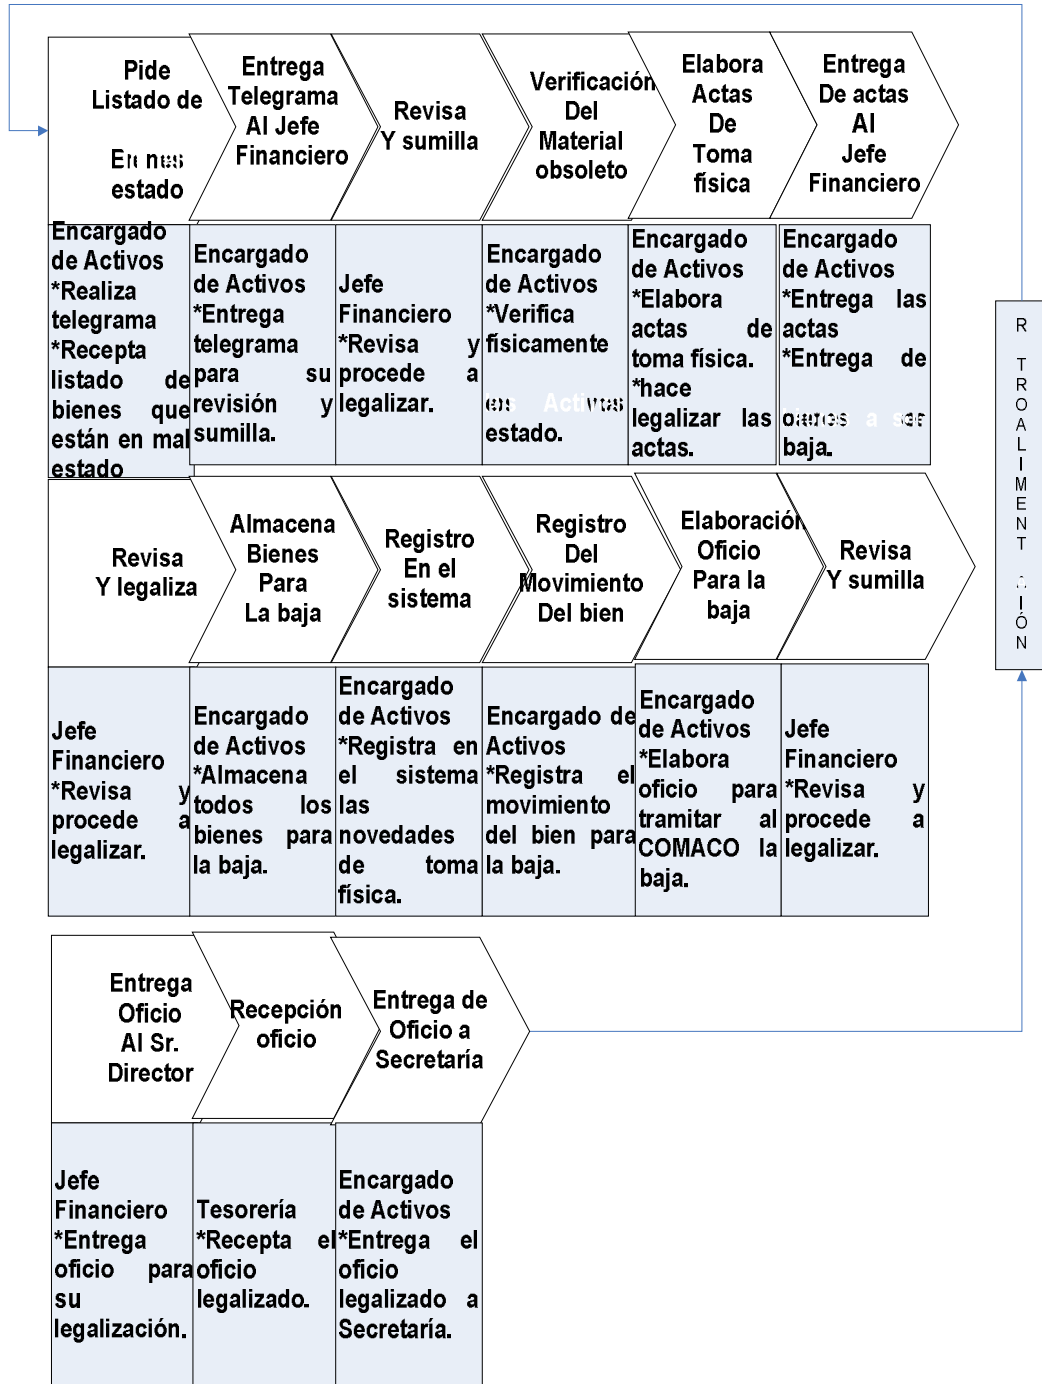 Pide
Listado de
estado
Entrega
Telegrama
Al Jefe
Financiero
Revisa
Y sumilla
Verificación
Del
Material
obsoleto
Elabora
Actas
De
Toma
física
Entrega
De actas
Al
Jefe
Financiero
Encargado
de Activos
*Realiza
telegrama
*Recepta
listado de
bienes que
están en mal
estado
Encargado
de Activos
*Entrega
telegrama
para su
revisión y
sumilla.
Jefe
Financiero
*Revisa y
procede a
legalizar.
Encargado
de Activos
*Verifica
físicamente
estado.
Encargado
de Activos
*Elabora
actas de
toma física.
*hace
legalizar las
actas.
Encargado
de Activos
*Entrega las
actas
*Entrega de
baja.
Revisa
Y legaliza
Almacena
Bienes
Para
La baja
Registro
En el
sistema
Registro
Del
Movimiento
Del bien
Elaboración
Oficio
Para la
baja
Revisa
Y sumilla
Jefe
Financiero
*Revisa y
procede a
legalizar.
Encargado
de Activos
*Almacena
todos los
bienes para
la baja.
Encargado
de Activos
*Registra en
el sistema
las
novedades
de toma
física.
Encargado de
Activos
*Registra el
movimiento
del bien para
la baja.
Encargado
de Activos
*Elabora
oficio para
tramitar al
COMACO la
baja.
Jefe
Financiero
*Revisa y
procede a
legalizar.
Entrega
Oficio
Al Sr.
Director
Recepción
oficio
Entrega de
Oficio a
Secretaría
Jefe
Financiero
*Entrega
oficio para
su
legalización.
Tesorería
*Recepta el
oficio
legalizado.
Encargado
de Activos
*Entrega el
oficio
legalizado a
Secretaría.
R TROALIMENT IÓN